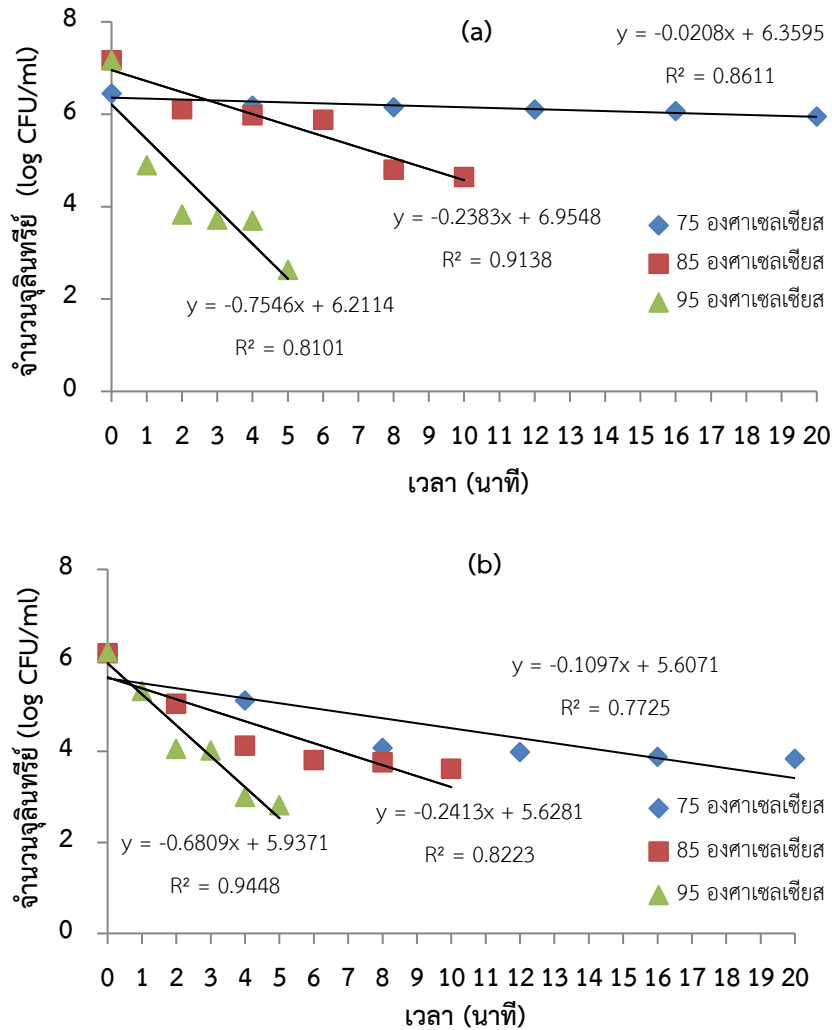 (a)
y = -0.0208x + 6.3595
R² = 0.8611
y = -0.2383x + 6.9548
R² = 0.9138
y = -0.7546x + 6.2114
R² = 0.8101
75 องศาเซลเซียส
85 องศาเซลเซียส
95 องศาเซลเซียส
จำนวนจุลินทรีย์ (log CFU/ml)
8
6
4
2
0
0 1 2 3 4 5 6 7 8 9 10 11 12 13 14 15 16 17 18 19 20
เวลา (นาที)
(b)
y = -0.1097x + 5.6071
R² = 0.7725
y = -0.2413x + 5.6281
R² = 0.8223
y = -0.6809x + 5.9371
R² = 0.9448
75 องศาเซลเซียส
85 องศาเซลเซียส
95 องศาเซลเซียส
จำนวนจุลินทรีย์ (log CFU/ml)
8
6
4
2
0
0 1 2 3 4 5 6 7 8 9 10 11 12 13 14 15 16 17 18 19 20
เวลา (นาที)